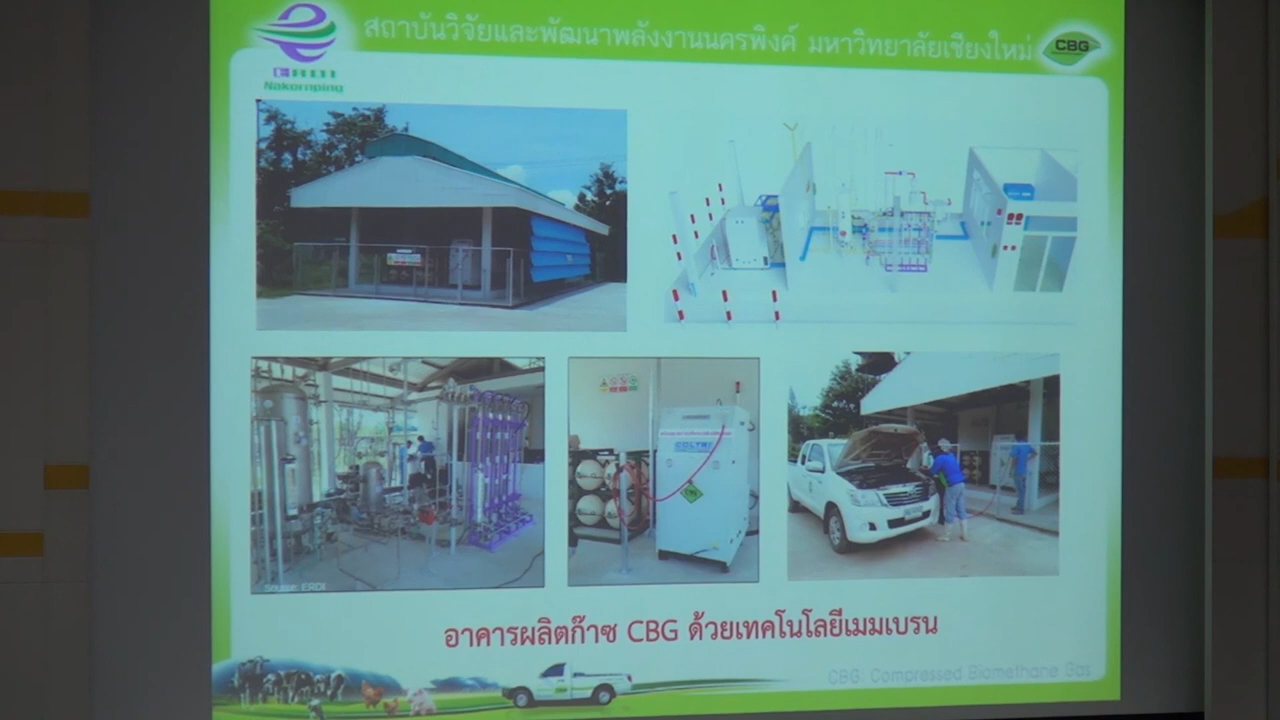 สถาบันวิจัยและพัฒนาพลังงานนครพิงค์ มหาวิทยาลัยเชียงใหม่
CBG
ERDI
Nakornping
COLTRI
Source: ERDI
อาคารผลิตก๊าซ CBG ด้วยเทคโนโลยีเมมเบรน
CBG: Compressed Biomethane Gas